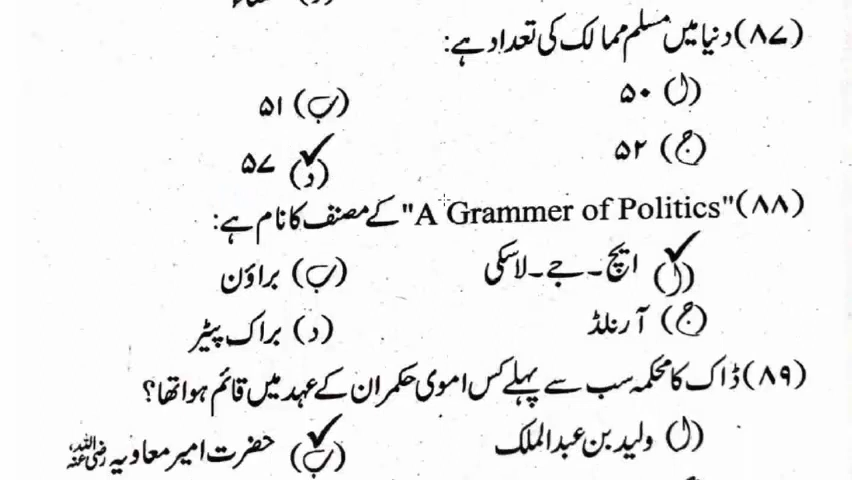 (۸۷) دنیا میں مسلم ممالک کی تعداد ہے:
(ا) ۵۰ (ب) ۵۱
(ج) ۵۲ (د) ۵۷
(۸۸) "A Grammer of Politics" کے مصنف کا نام ہے:
(ا) ایچ۔ جے۔ لاسکی (ب) براؤن
(ج) آرنلڈ (د) براک پیٹر
(۸۹) ڈاک کا محکمہ سب سے پہلے کس اموی حکمران کے عہد میں قائم ہوا تھا؟
(ا) ولید بن عبدالملک (ب) حضرت امیر معاویہ رضی اللہ عنہ